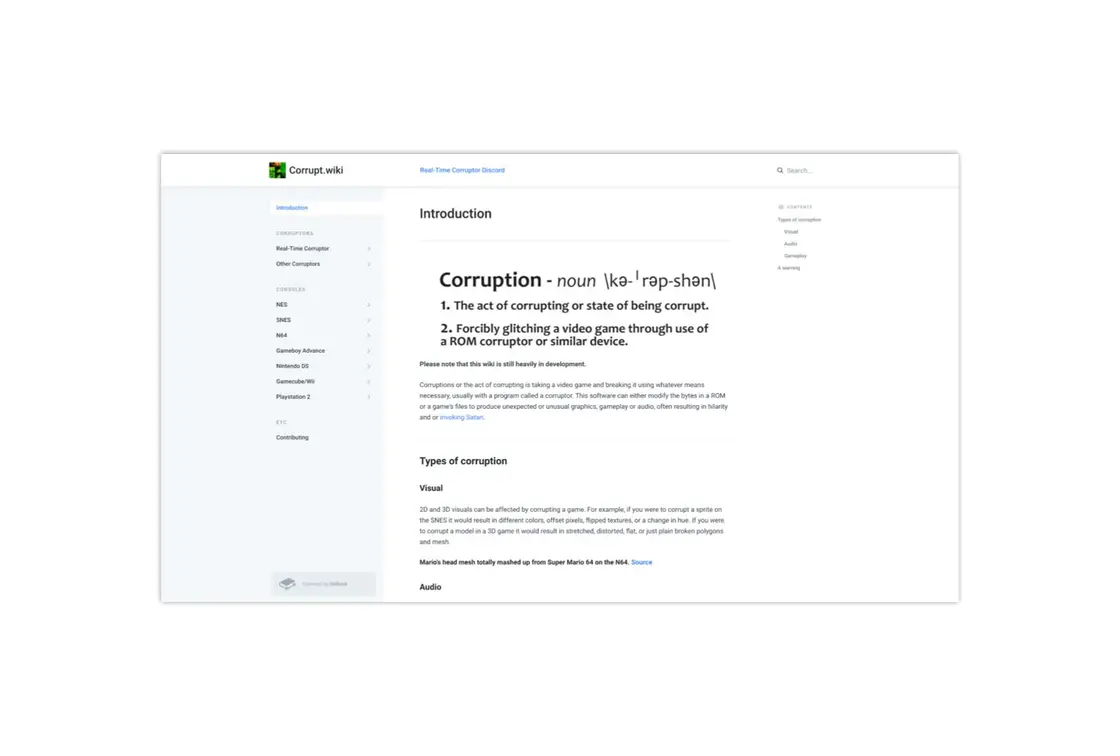 Corrupt.wiki
Real-Time Corruptor Discord
Search...
Introduction
CORRUPTORS
Real-Time Corruptor
Other Corruptors
CONSOLES
NES
SNES
N64
Gameboy Advance
Nintendo DS
Gamecube/Wii
Playstation 2
ETC
Contributing
Powered by GitBook
Introduction
Corruption - noun \kə-ˈrəp-shən\
1. The act of corrupting or state of being corrupt.
2. Forcibly glitching a video game through use of
a ROM corruptor or similar device.
Please note that this wiki is still heavily in development.
Corruptions or the act of corrupting is taking a video game and breaking it using whatever means
necessary, usually with a program called a corruptor. This software can either modify the bytes in a ROM
or a game's files to produce unexpected or unusual graphics, gameplay or audio, often resulting in hilarity
and or invoking Satan.
Types of corruption
Visual
2D and 3D visuals can be affected by corrupting a game. For example, if you were to corrupt a sprite on
the SNES it would result in different colors, offset pixels, flipped textures, or a change in hue. If you were
to corrupt a model in a 3D game it would result in stretched, distorted, flat, or just plain broken polygons
and mesh.
Mario's head mesh totally mashed up from Super Mario 64 on the N64. Source
Audio
CONTENTS
Types of corruption
Visual
Audio
Gameplay
A warning